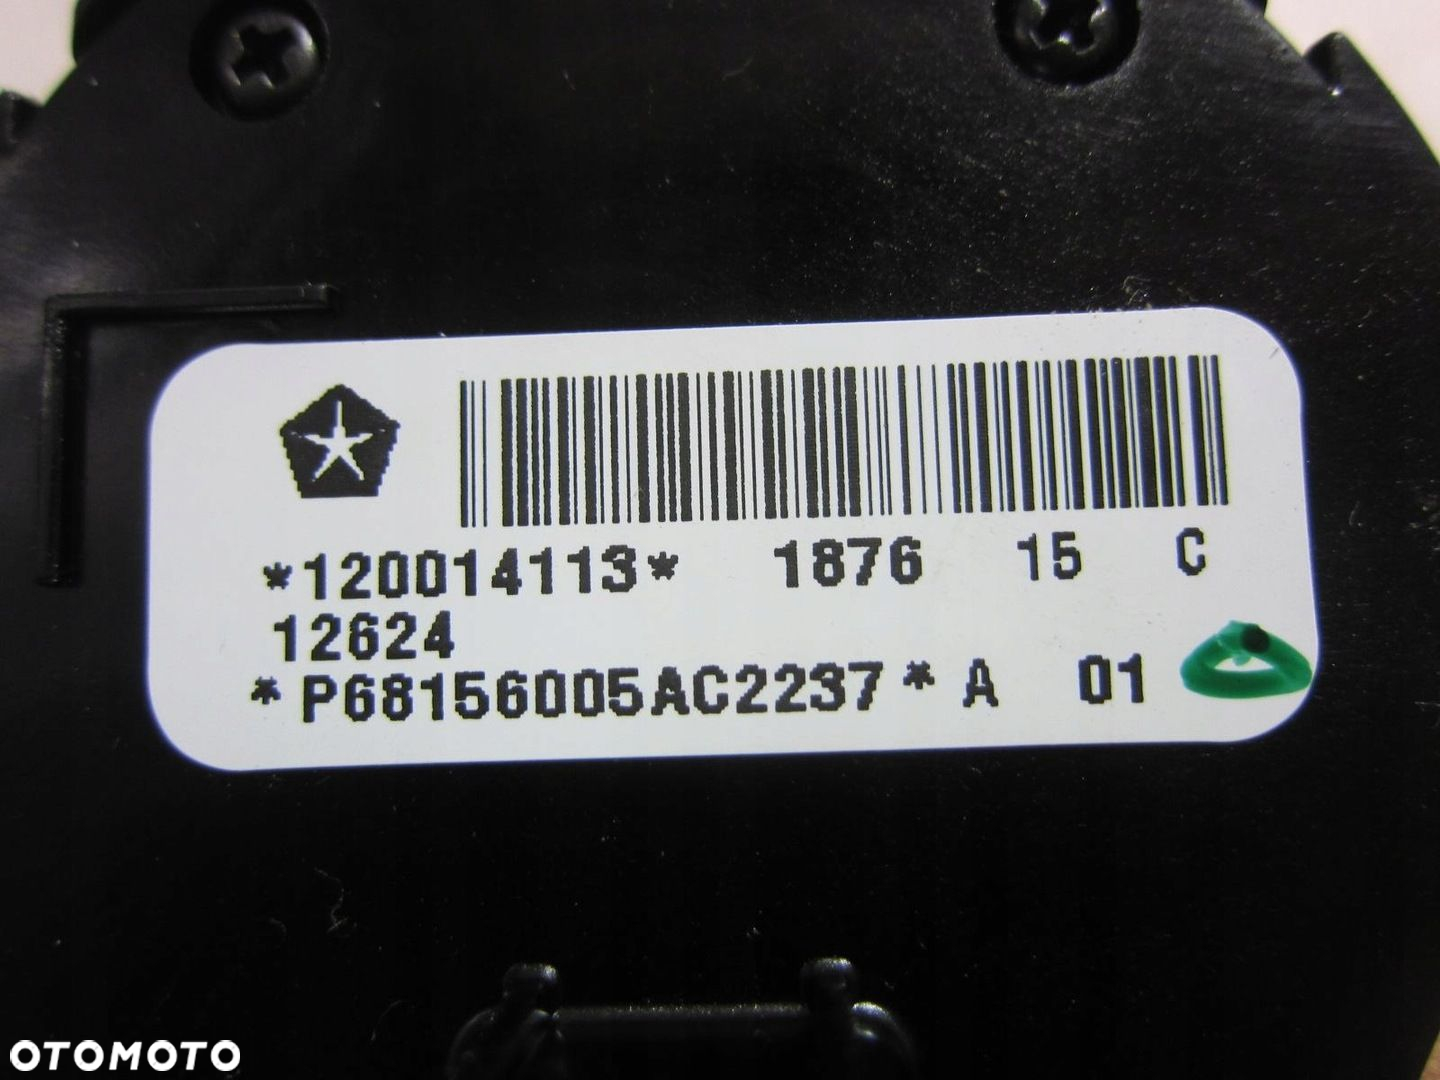 *120014113* 1876 15 C
12624
*P68156005AC2237* A 01
OTOMOTO